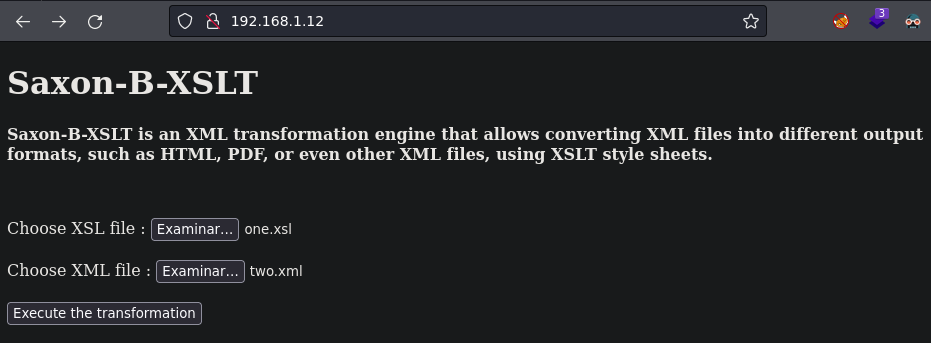 192.168.1.12
3
Saxon-B-XSLT
Saxon-B-XSLT is an XML transformation engine that allows converting XML files into different output
formats, such as HTML, PDF, or even other XML files, using XSLT style sheets.
Choose XSL file : Examinar... one.xsl
Choose XML file : Examinar... two.xml
Execute the transformation